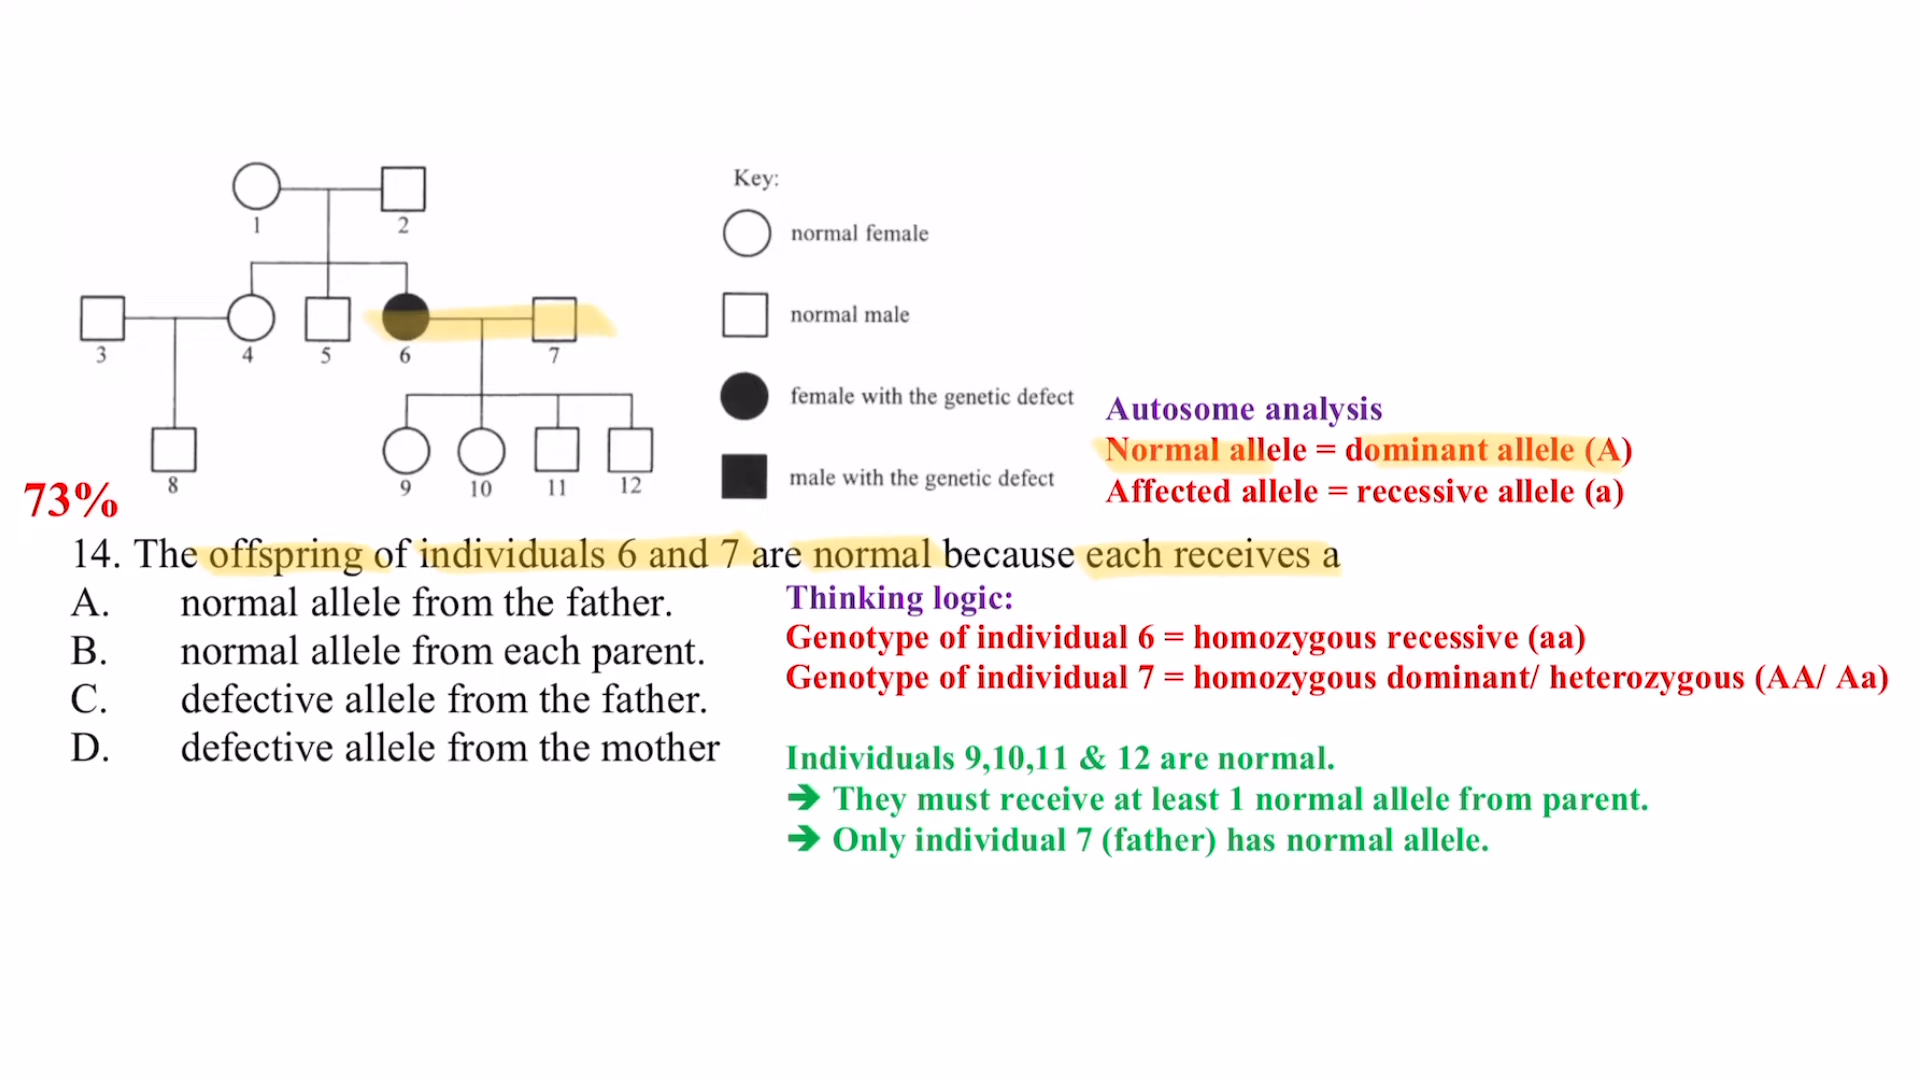 Key:
1
2
normal female
normal male
3
4
5
6
7
female with the genetic defect
Autosome analysis
Normal allele = dominant allele (A)
male with the genetic defect
Affected allele = recessive allele (a)
8
9
10
11
12
73%
14. The offspring of individuals 6 and 7 are normal because each receives a
A. normal allele from the father.
B. normal allele from each parent.
C. defective allele from the father.
D. defective allele from the mother
Thinking logic:
Genotype of individual 6 = homozygous recessive (aa)
Genotype of individual 7 = homozygous dominant/ heterozygous (AA/ Aa)
Individuals 9,10,11 & 12 are normal.
➔ They must receive at least 1 normal allele from parent.
➔ Only individual 7 (father) has normal allele.